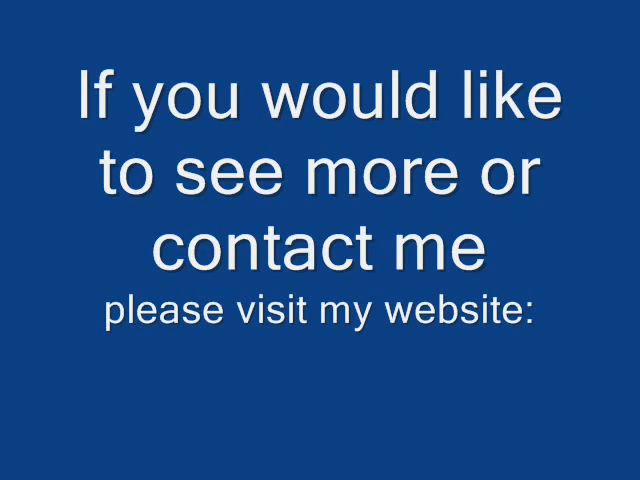 If you would like
to see more or
contact me
please visit my website: